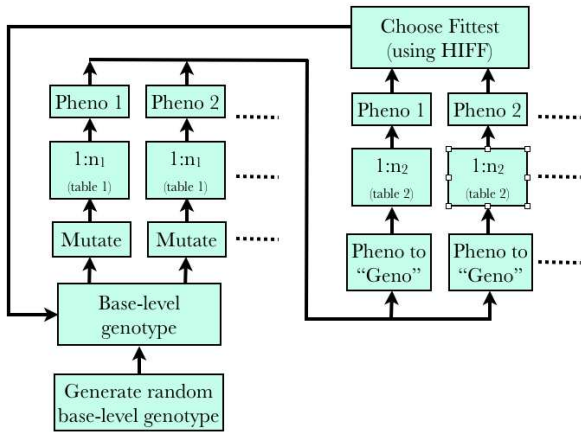 Choose Fittest
(using HIFF)
Pheno 1
Pheno 2
Pheno 1
Pheno 2
1:n1
(table 1)
1:n1
(table 1)
1:n2
(table 2)
1:n2
(table 2)
Mutate
Mutate
Pheno to
“Geno”
Pheno to
“Geno”
Base-level
genotype
Generate random
base-level genotype